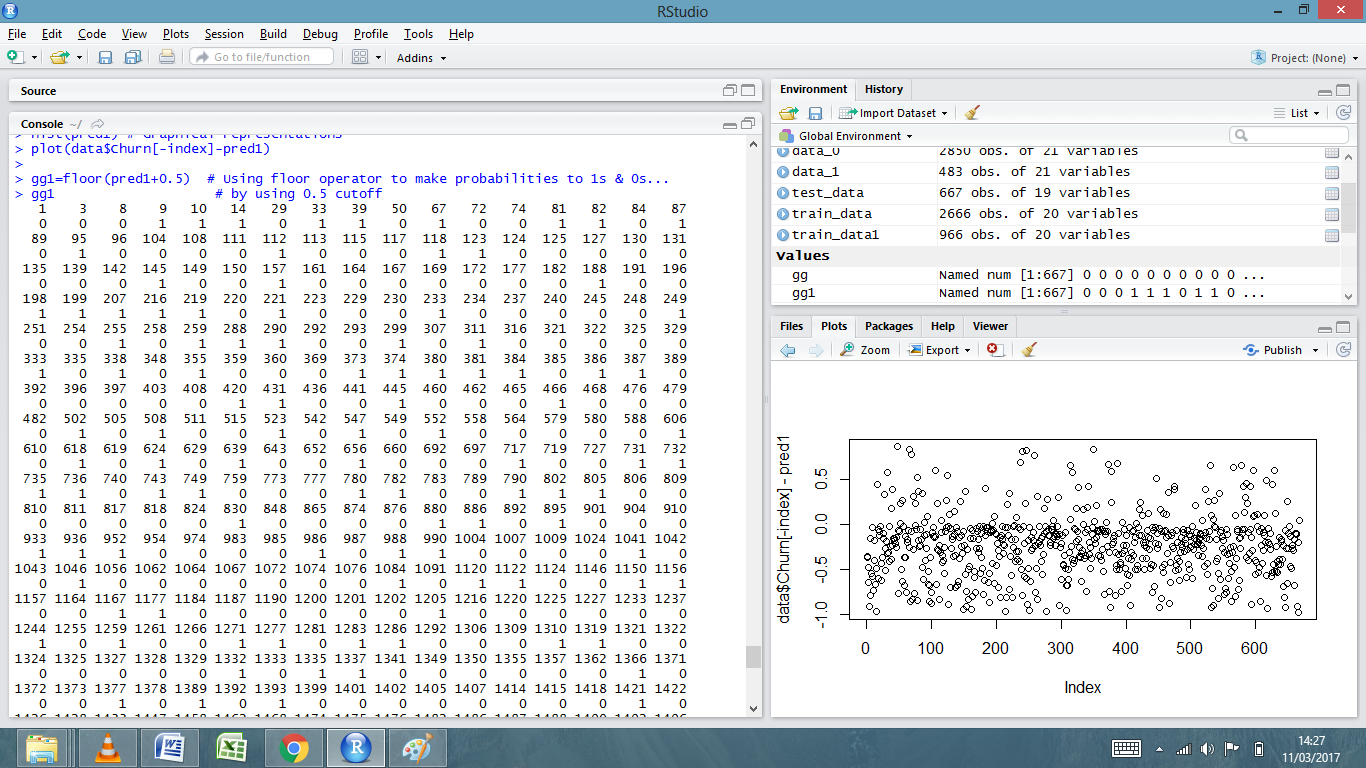 RStudio
File Edit Code View Plots Session Build Debug Profile Tools Help
Go to file/function Addins Project: (None)
Source
Console ~/
> hist(pred1) # Graphical representations
> plot(data$Churn[-index]-pred1)
>
> gg1=floor(pred1+0.5) # Using floor operator to make probabilities to 1s & 0s...
> gg1 # by using 0.5 cutoff
1 3 8 9 10 14 29 33 39 50 67 72 74 81 82 84 87
0 0 0 1 1 1 0 1 1 0 1 0 0 1 1 0 1
89 95 96 104 108 111 112 113 115 117 118 123 124 125 127 130 131
0 1 0 0 0 0 1 0 0 0 1 1 0 0 0 0 0
135 139 142 145 149 150 157 161 164 167 169 172 177 182 188 191 196
0 0 0 1 0 0 1 0 0 0 0 0 0 0 1 0 0
198 199 207 216 219 220 221 223 229 230 233 234 237 240 245 248 249
1 1 1 1 1 0 1 0 0 0 1 0 0 0 0 0 1
251 254 255 258 259 288 290 292 293 299 307 311 316 321 322 325 329
0 0 1 0 1 1 1 0 0 1 0 1 0 0 0 0 0
333 335 338 348 355 359 360 369 373 374 380 381 384 385 386 387 389
1 0 1 0 0 0 0 0 1 1 1 1 1 0 1 1 0
392 396 397 403 408 420 431 436 441 445 460 462 465 466 468 476 479
0 0 0 0 0 1 1 0 0 1 0 0 0 1 0 0 0
482 502 505 508 511 515 523 542 547 549 552 558 564 579 580 588 606
0 1 0 1 0 0 1 0 1 0 1 0 0 0 0 0 1
610 618 619 624 629 639 643 652 656 660 692 697 717 719 727 731 732
0 1 0 1 0 1 1 0 0 0 0 0 1 0 0 1 1
735 736 740 743 749 759 773 777 780 782 783 789 790 802 805 806 809
1 1 0 1 1 0 0 0 1 1 0 0 1 1 1 0 0
810 811 817 818 824 830 848 865 874 876 880 886 892 895 901 904 910
0 0 0 0 0 1 0 0 0 0 1 1 0 1 0 0 0
933 936 952 954 974 983 985 986 987 988 990 1004 1007 1009 1024 1041 1042
1 1 1 0 0 0 0 1 0 1 1 0 0 0 0 1 1
1043 1046 1056 1062 1064 1067 1072 1074 1076 1084 1091 1120 1122 1124 1146 1150 1156
0 1 0 0 0 0 0 0 0 1 0 1 1 1 0 1 1
1157 1164 1167 1177 1184 1187 1190 1200 1201 1202 1205 1216 1220 1225 1227 1233 1237
0 0 1 1 0 0 0 0 0 0 1 0 0 0 0 0 0
1244 1255 1259 1261 1266 1271 1277 1281 1283 1286 1292 1306 1309 1310 1319 1321 1322
1 0 1 0 0 1 0 0 1 1 0 0 0 0 1 0 1
1324 1325 1327 1328 1329 1332 1333 1335 1337 1341 1349 1350 1355 1357 1362 1366 1371
0 0 0 0 0 1 0 1 1 0 0 0 0 0 0 1 0
1372 1373 1377 1378 1389 1392 1393 1399 1401 1402 1405 1407 1414 1415 1418 1421 1422
0 0 1 0 1 0 1 0 0 0 0 0 0 0 0 1 0
Environment History
Import Dataset List
Global Environment
data_0 2850 obs. of 21 variables
data_1 483 obs. of 21 variables
test_data 667 obs. of 19 variables
train_data 2666 obs. of 20 variables
train_data1 966 obs. of 20 variables
Values
gg Named num [1:667] 0 0 0 0 0 0 0 0 0 0 ...
gg1 Named num [1:667] 0 0 0 1 1 1 0 1 1 0 ...
Files Plots Packages Help Viewer
Zoom Export Publish
data$Churn[-index] - pred1
0.5
0.0
-0.5
-1.0
0 100 200 300 400 500 600
Index
14:27
11/03/2017